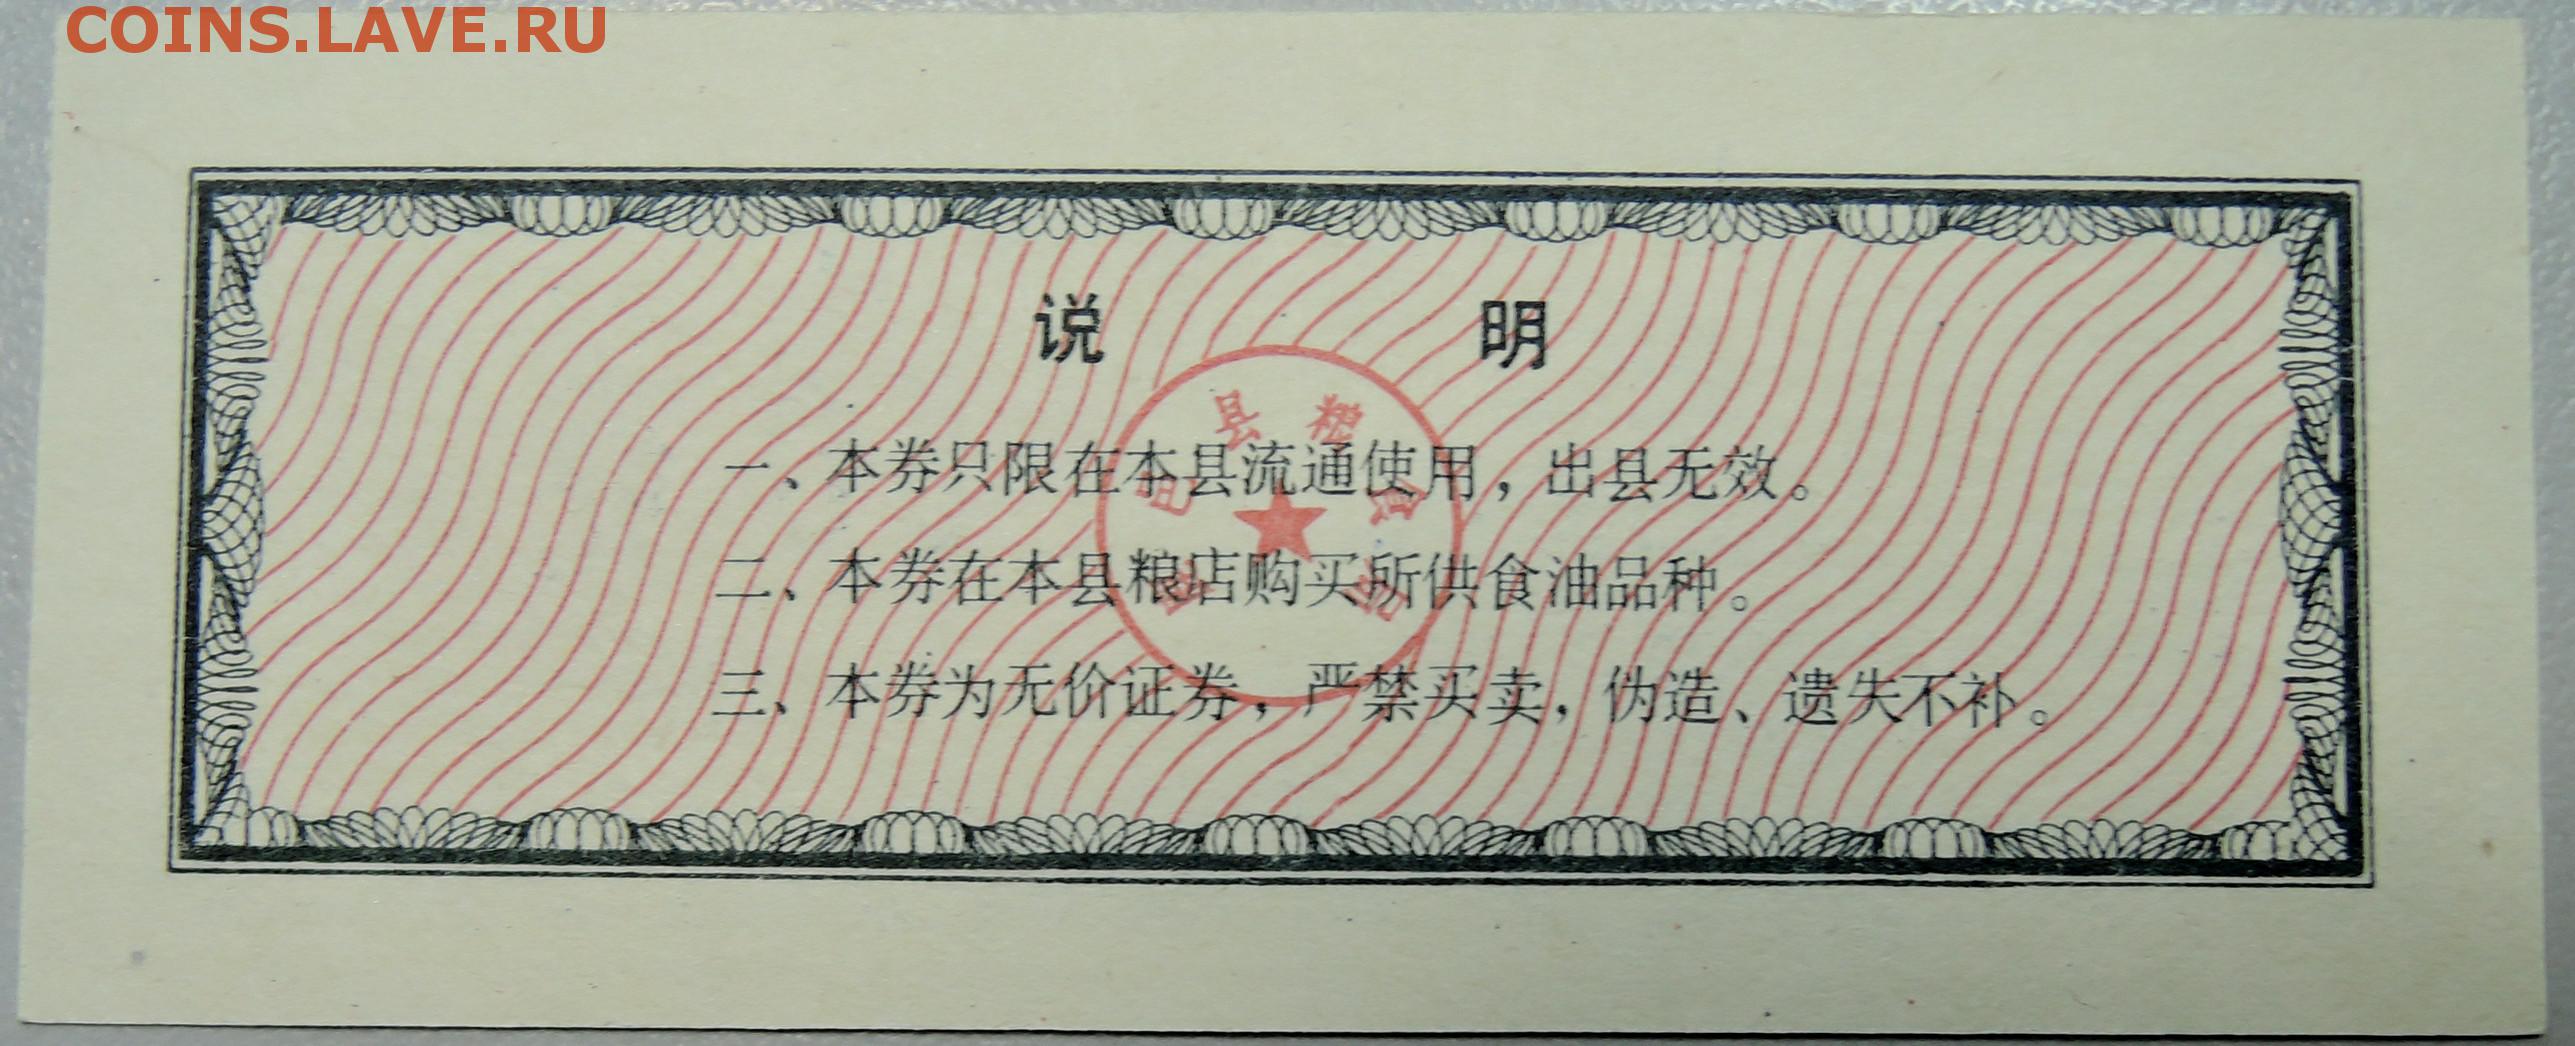 COINS.LAVE.RU
说明
县粮
一、本券只限在本县流通使用，出县无效。
二、本券在本县粮店购买所供食油品种。
三、本券为无价证券，严禁买卖，伪造、遗失不补。